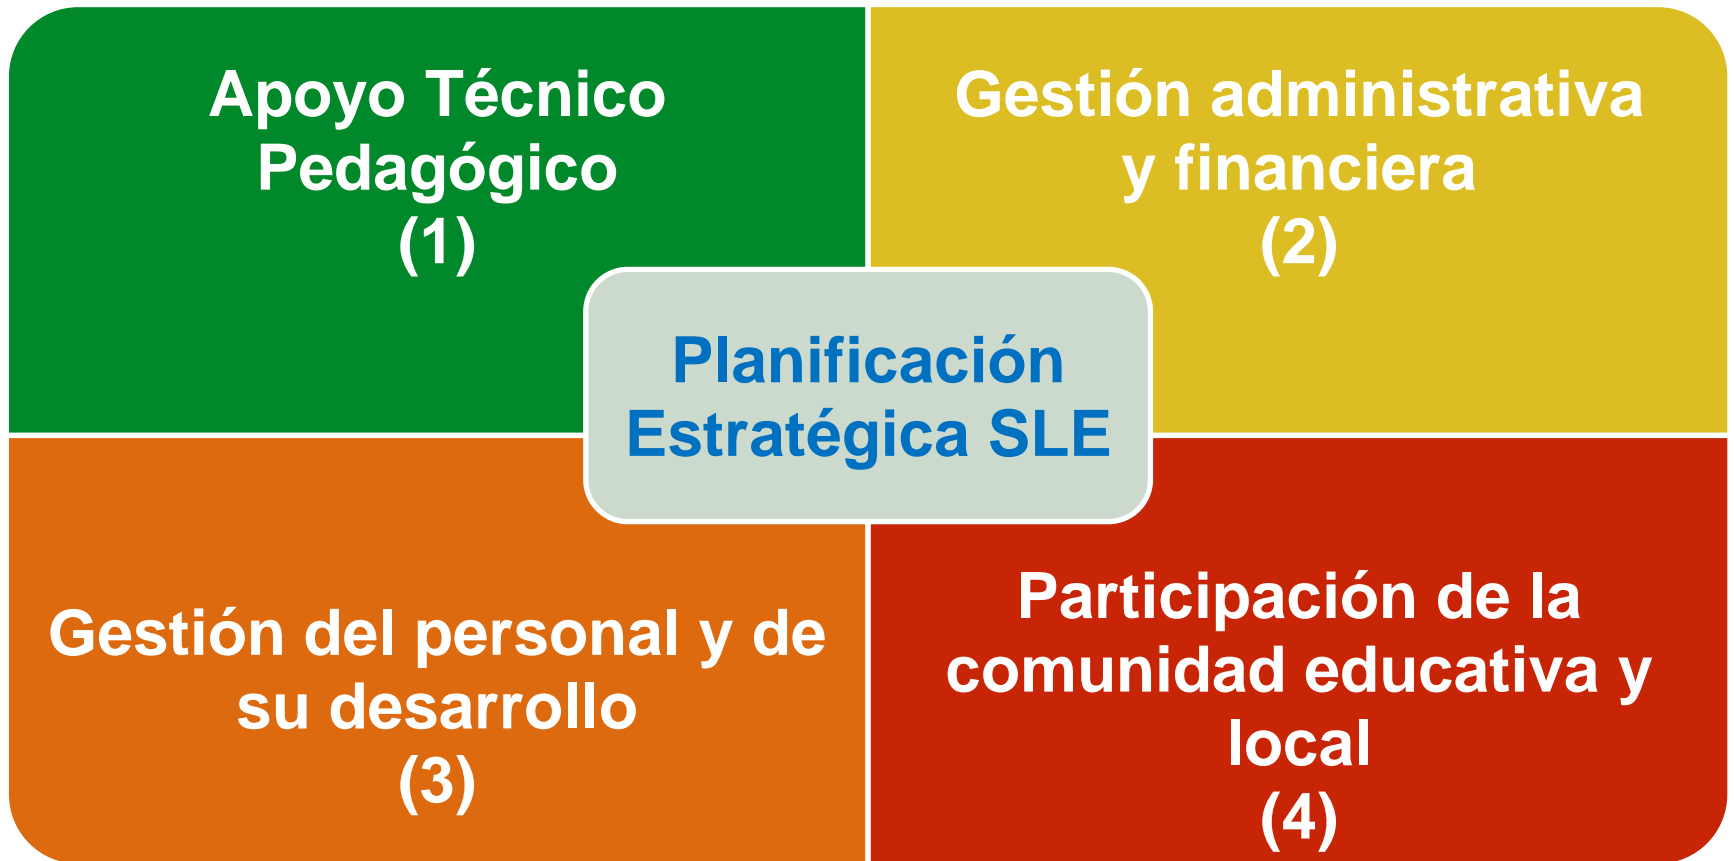 Apoyo Técnico
Pedagógico
(1)
Gestión administrativa
y financiera
(2)
Planificación
Estratégica SLE
Gestión del personal y de
su desarrollo
(3)
Participación de la
comunidad educativa y
local
(4)